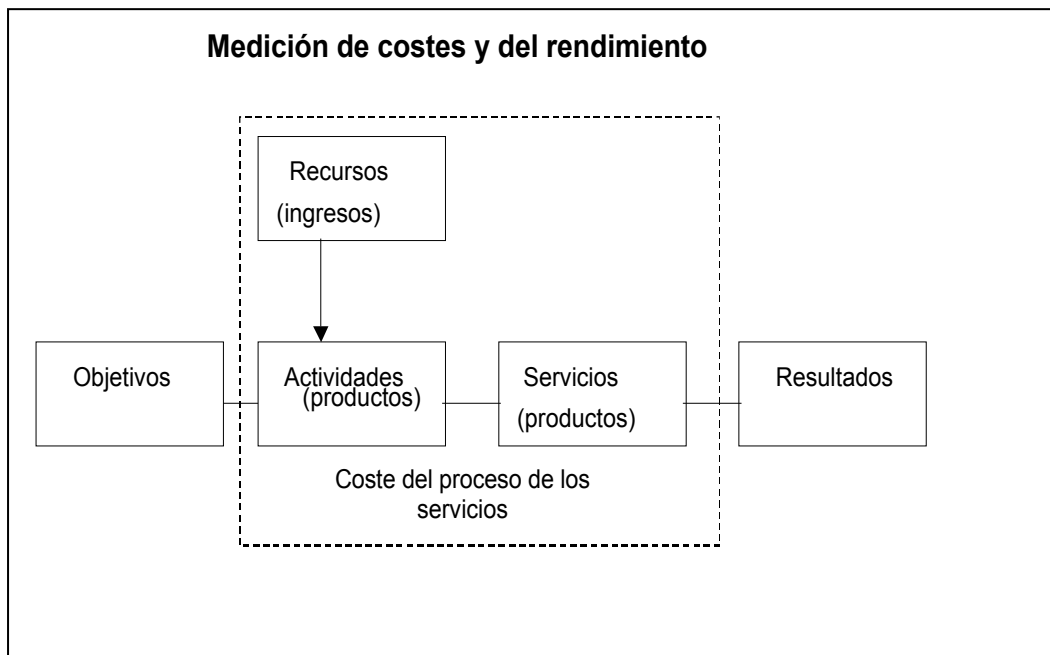 Medición de costes y del rendimiento
Recursos
(ingresos)
Objetivos
Actividades
(productos)
Servicios
(productos)
Resultados
Coste del proceso de los
servicios